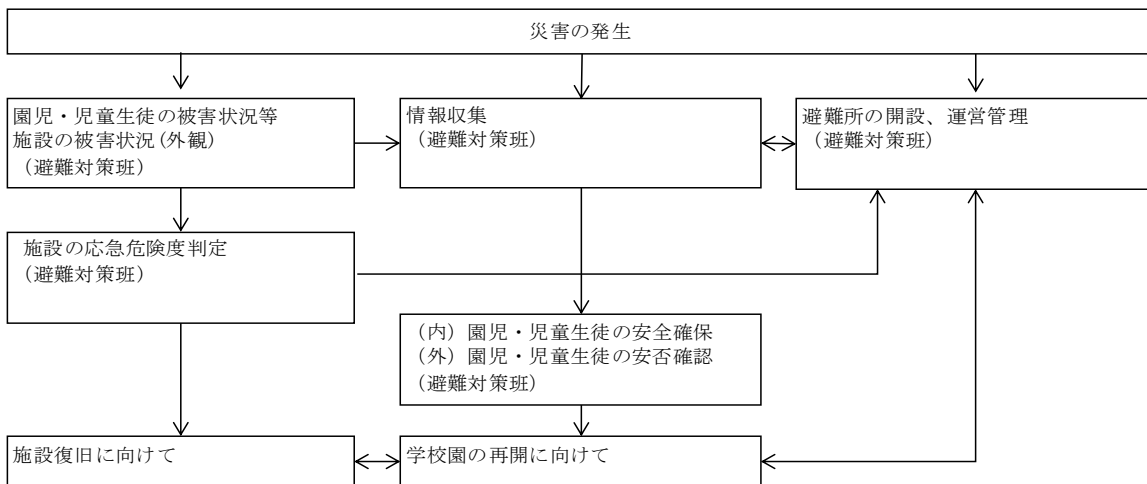 災害の発生
園児・児童生徒の被害状況等
施設の被害状況(外観)
(避難対策班)
情報収集
(避難対策班)
避難所の開設、運営管理
(避難対策班)
施設の応急危険度判定
(避難対策班)
(内)園児・児童生徒の安全確保
(外)園児・児童生徒の安否確認
(避難対策班)
施設復旧に向けて
学校園の再開に向けて